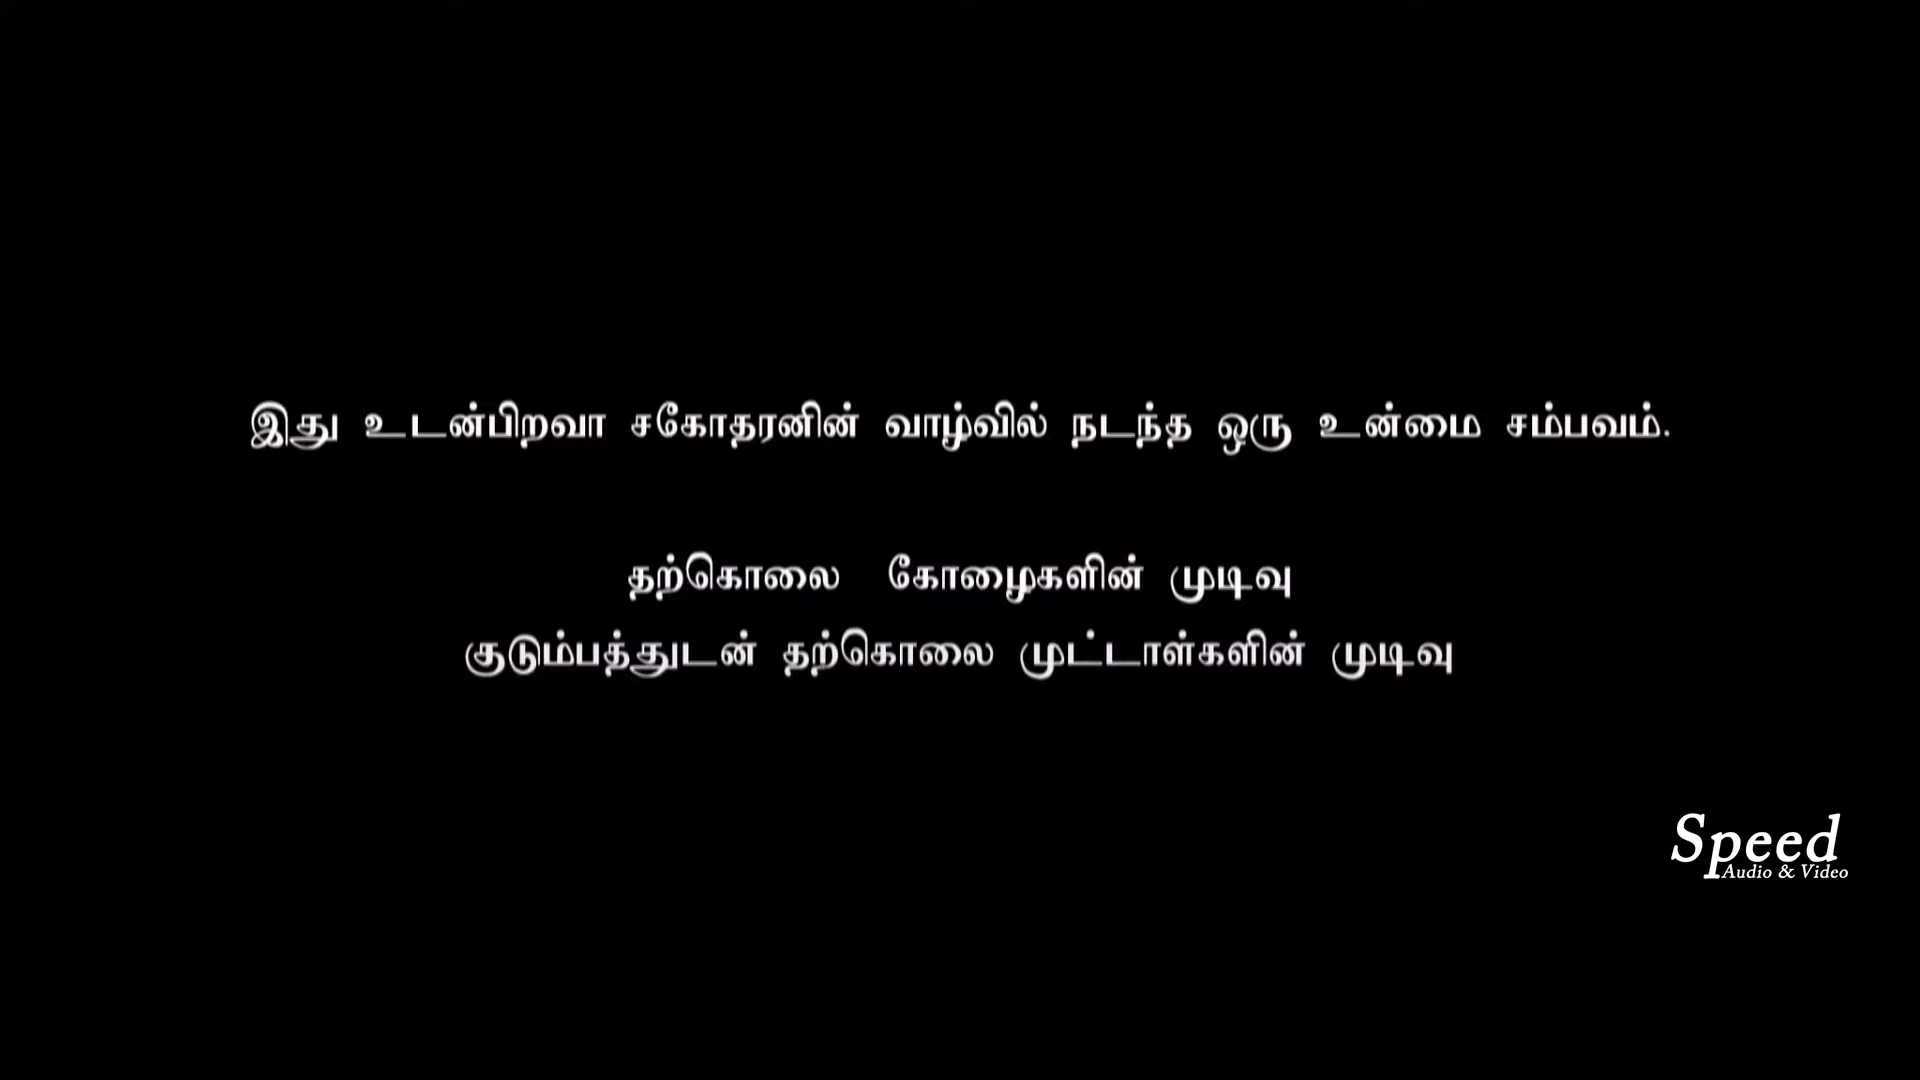 இது உடன்பிறவா சகோதரனின் வாழ்வில் நடந்த ஒரு உன்மை சம்பவம்.
தற்கொலை கோழைகளின் முடிவு
குடும்பத்துடன் தற்கொலை முட்டாள்களின் முடிவு
Speed
Audio & Video